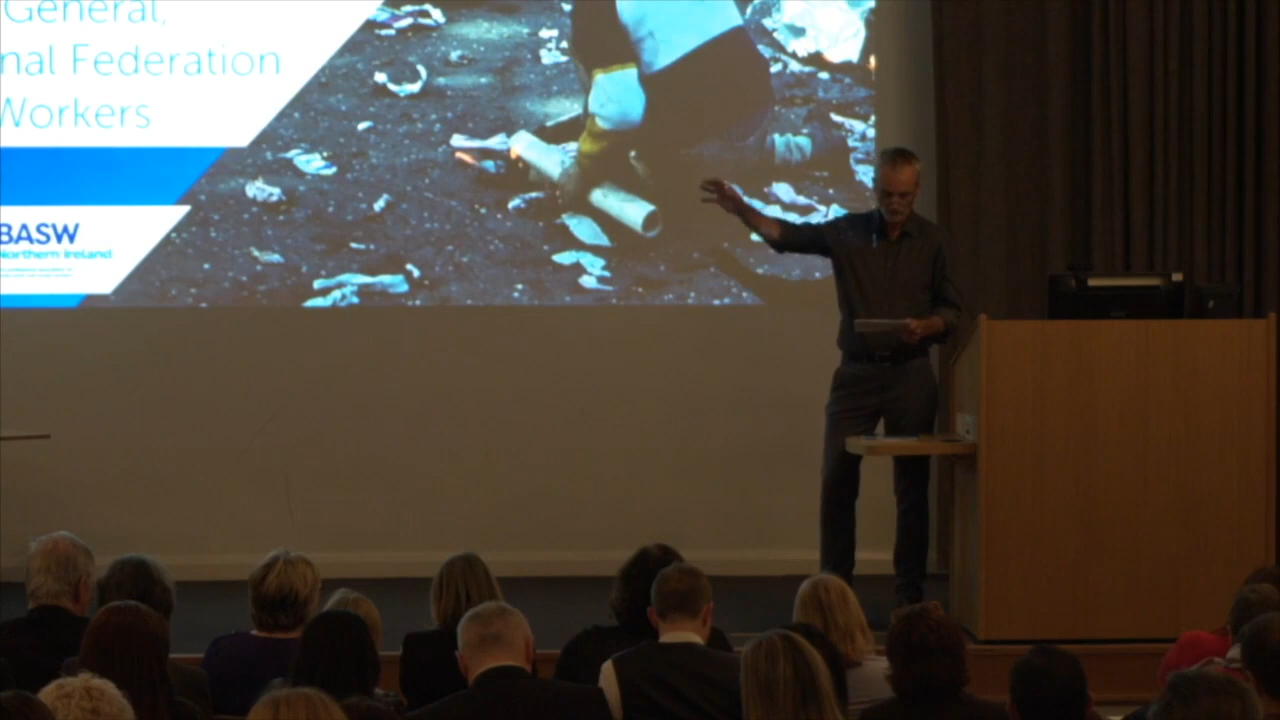 General,
nal Federation
Workers
BASW
Northern Ireland